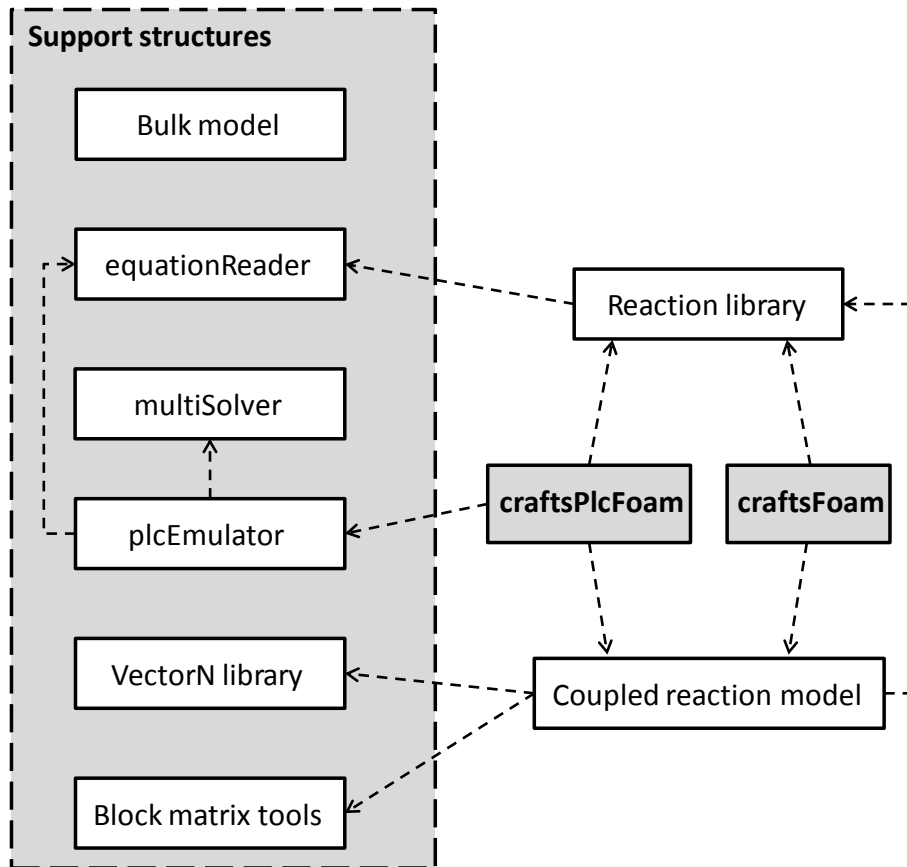 Support structures
Bulk model
equationReader
Reaction library
multiSolver
craftsPlcFoam
craftsFoam
plcEmulator
VectorN library
Coupled reaction model
Block matrix tools